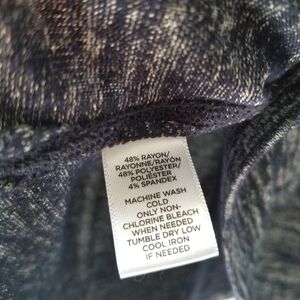 48% RAYON/
RAYONNE/RAYÓN
48% POLYESTER/
POLIÉSTER
4% SPANDEX
MACHINE WASH
COLD
ONLY NON-
CHLORINE BLEACH
WHEN NEEDED
TUMBLE DRY LOW
COOL IRON
IF NEEDED